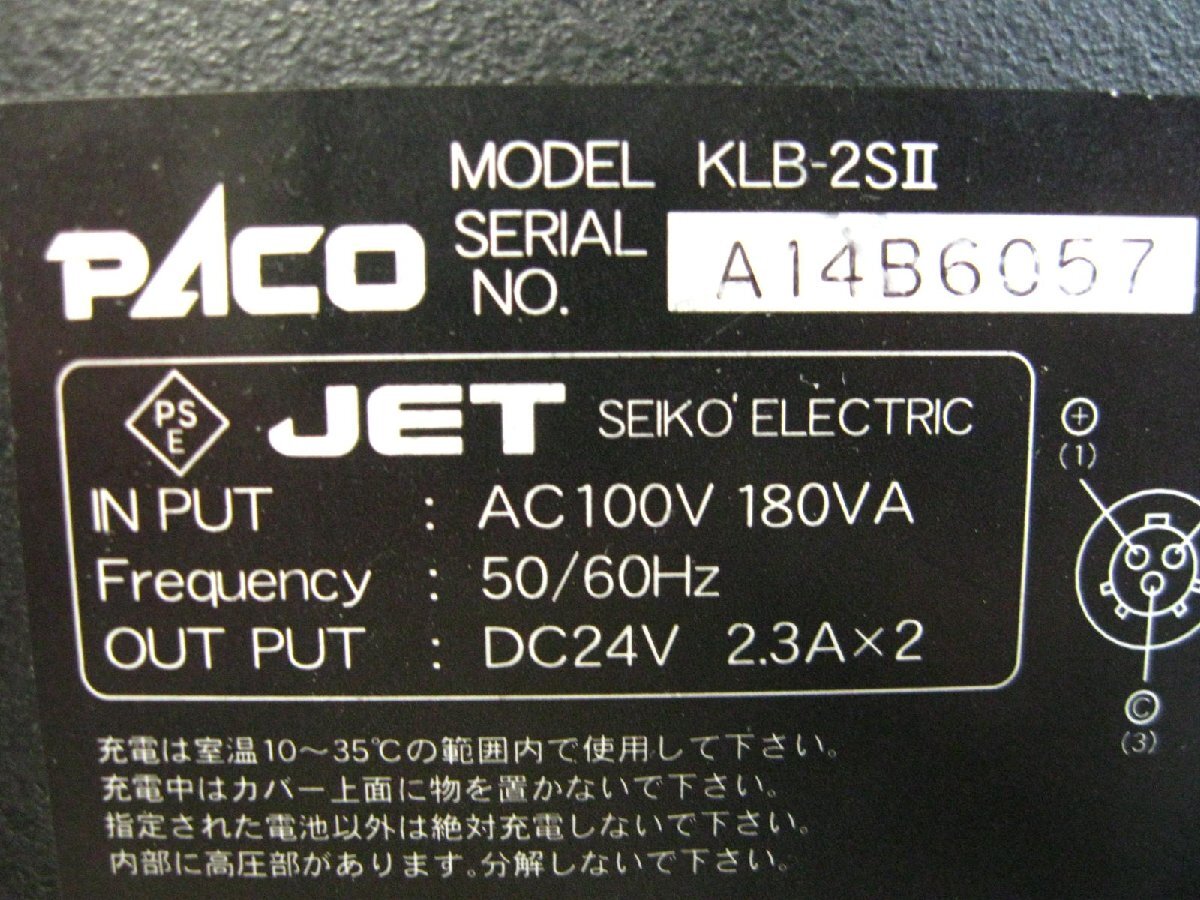 MODEL KLB-2SⅡ
PACO
SERIAL NO. A14B6057
PSE JET SEIKO ELECTRIC
IN PUT : AC100V 180VA
Frequency : 50/60Hz
OUT PUT : DC24V 2.3A×2
+
(1)
C
(3)
充電は室温10〜35℃の範囲内で使用して下さい。
充電中はカバー上面に物を置かないで下さい。
指定された電池以外は絶対充電しないで下さい。
内部に高圧部があります。分解しないで下さい。